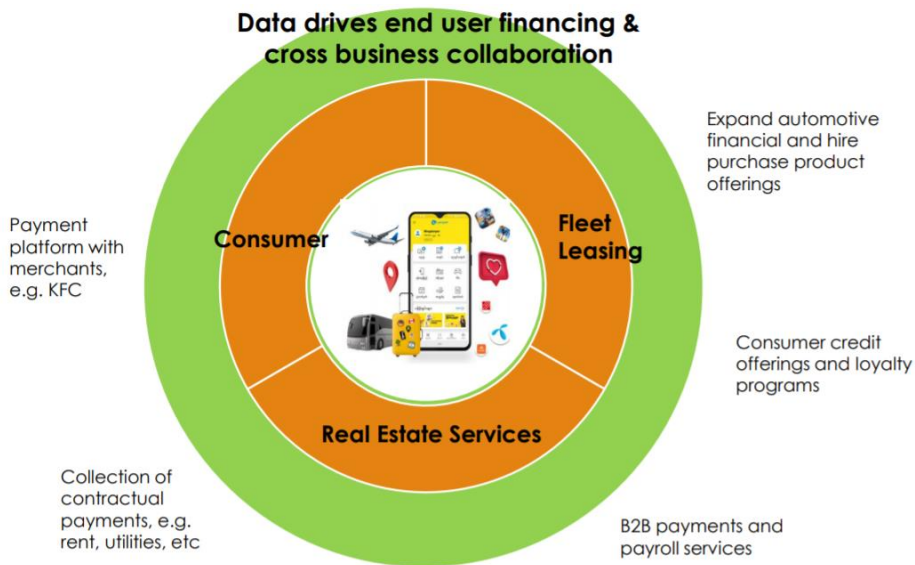 Data drives end user financing &
cross business collaboration
Expand automotive
financial and hire
purchase product
offerings
Payment
platform with
merchants,
e.g. KFC
Consumer
Fleet
Leasing
Consumer credit
offerings and loyalty
programs
Real Estate Services
Collection of
contractual
payments, e.g.
rent, utilities, etc
B2B payments and
payroll services